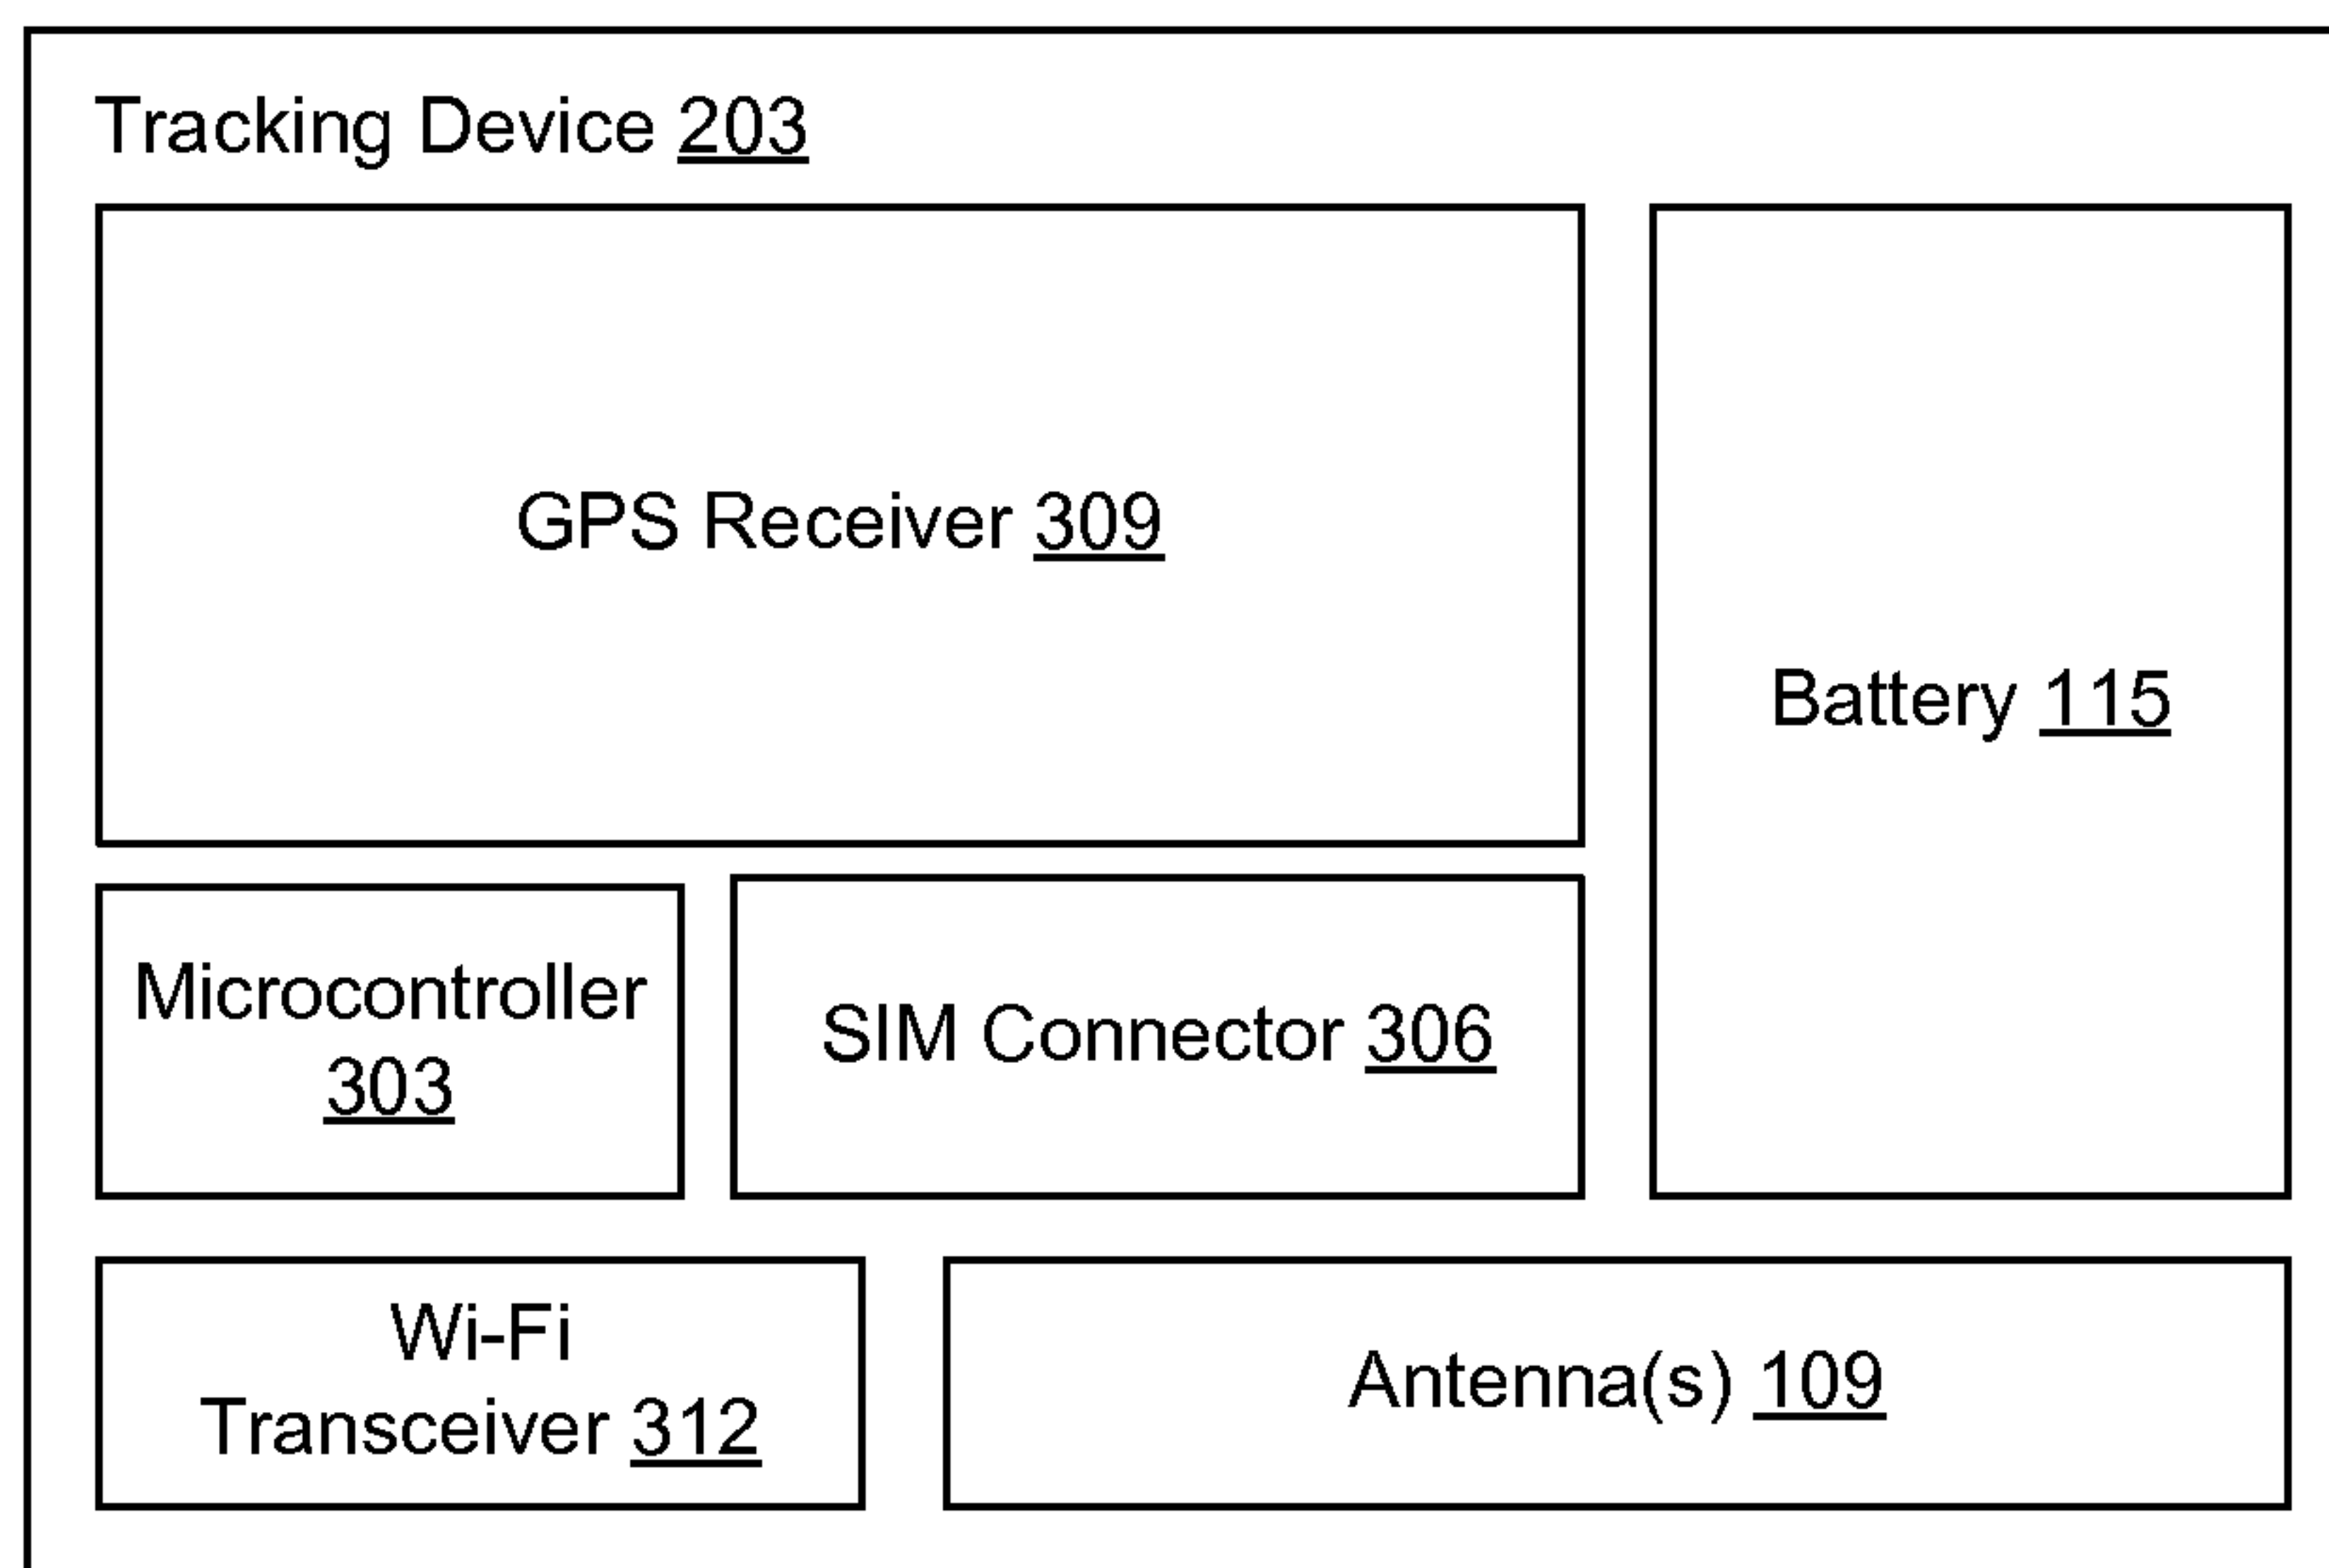 Tracking Device 203
GPS Receiver 309
Battery 115
Microcontroller
303
SIM Connector 306
Wi-Fi
Transceiver 312
Antenna(s) 109